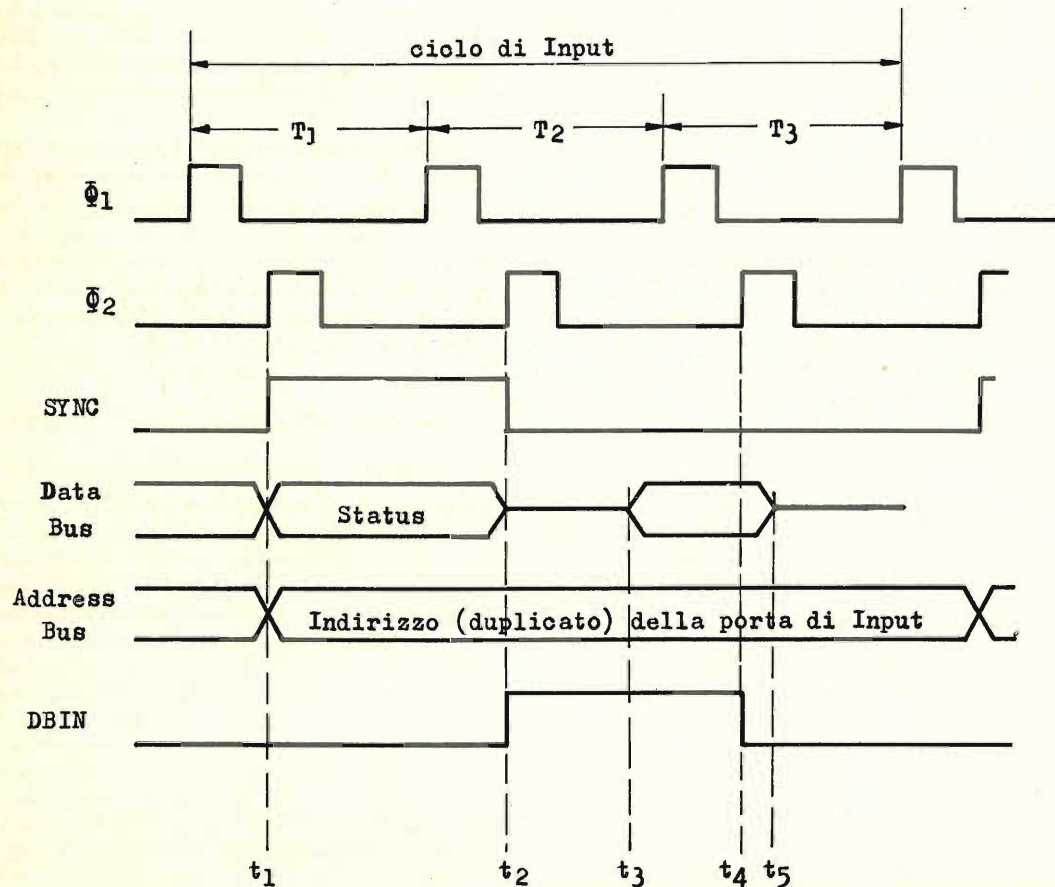 ciclo di Input
T1 T2 T3
Φ1
Φ2
SYNC
Data
Bus
Status
Address
Bus
Indirizzo (duplicato) della porta di Input
DBIN
t1 t2 t3 t4 t5